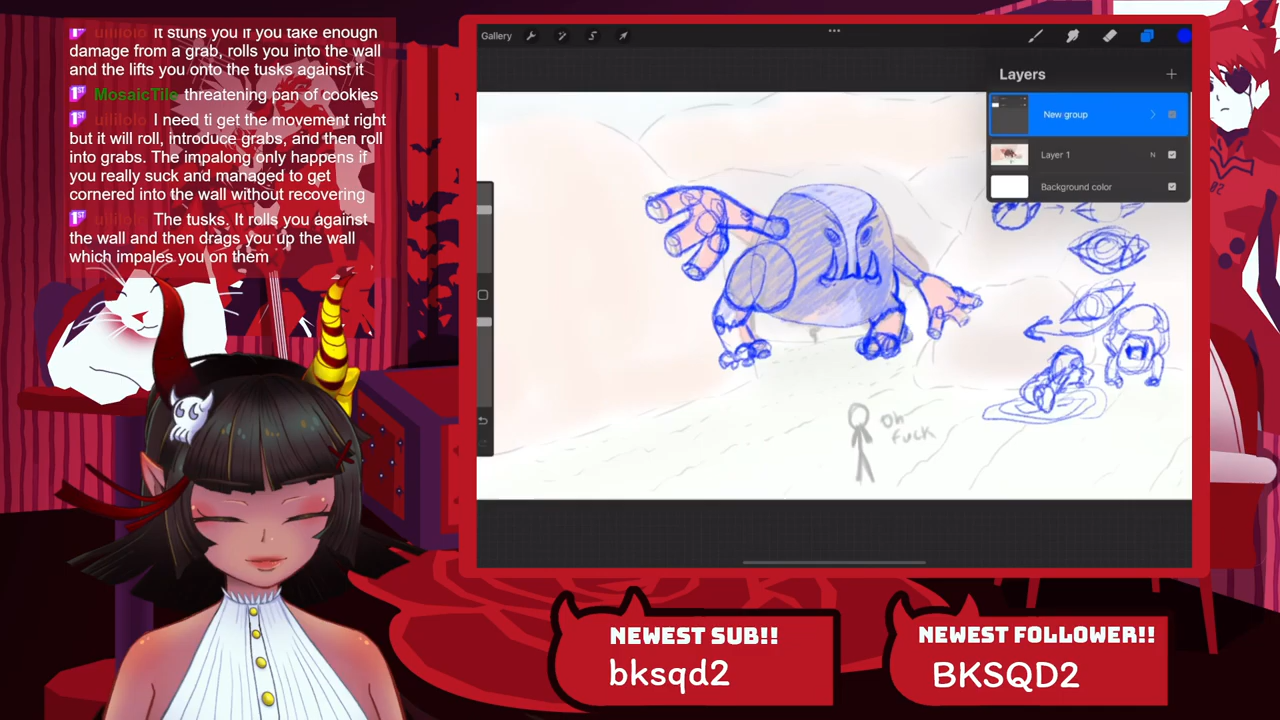 It stuns you if you take enough
damage from a grab, rolls you into the wall
and the lifts you onto the tusks against it
MosaicTile threatening pan of cookies
I need ti get the movement right
but it will roll, introduce grabs, and then roll
into grabs. The impalong only happens if
you really suck and managed to get
cornered into the wall without recovering
The tusks. It rolls you against
the wall and then drags you up the wall
which impales you on them
Gallery
Layers
New group
Layer 1 N
Background color
oh
fuck
NEWEST SUB!!
bksqd2
NEWEST FOLLOWER!!
BKSQD2